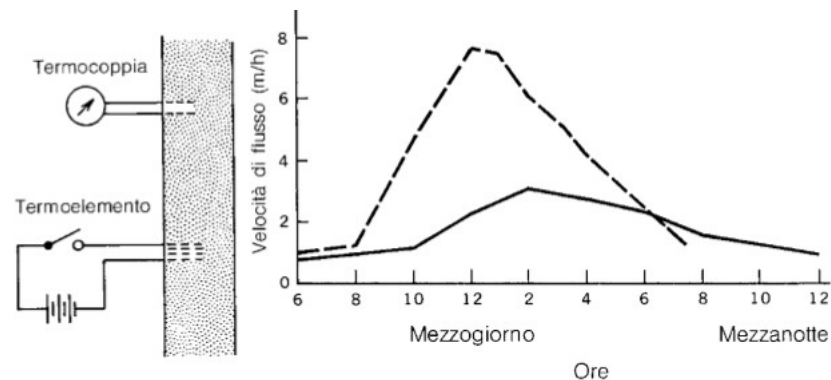 Termocoppia
Termoelemento
Velocità di flusso (m/h)
8
6
4
2
0
6 8 10 12 2 4 6 8 10 12
Mezzogiorno Mezzanotte
Ore